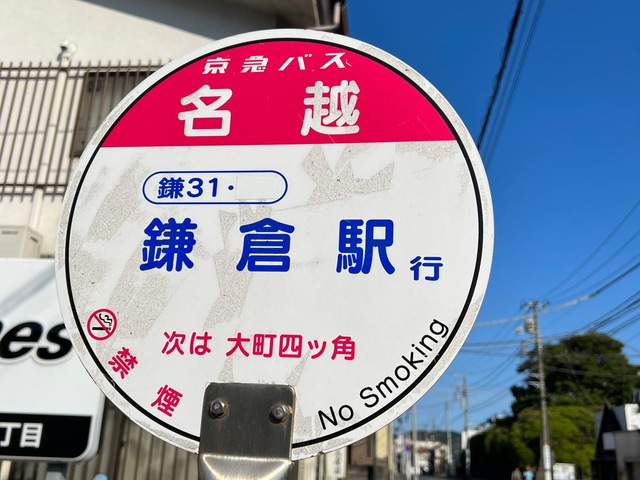 京急バス
名越
鎌31・
鎌倉駅行
次は 大町四ッ角
禁煙
No Smoking
es
丁目